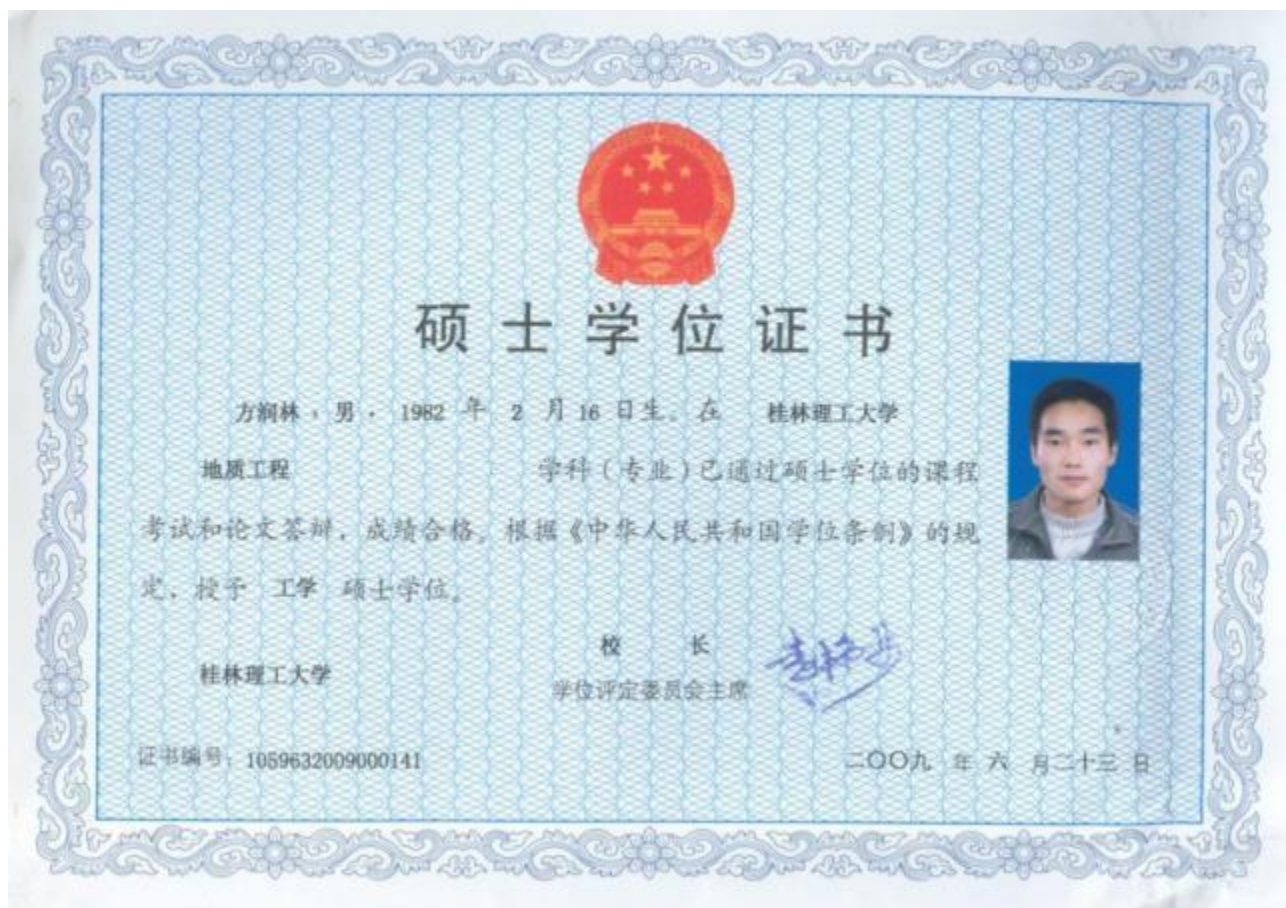 硕士学位证书
方润林，男，1982 年 2 月 16 日生。在 桂林理工大学
地质工程 学科（专业）已通过硕士学位的课程
考试和论文答辩，成绩合格。根据《中华人民共和国学位条例》的规
定，授予 工学 硕士学位。
桂林理工大学
校 长
学位评定委员会主席
证书编号：1059632009000141
二〇〇九 年 六 月二十三 日